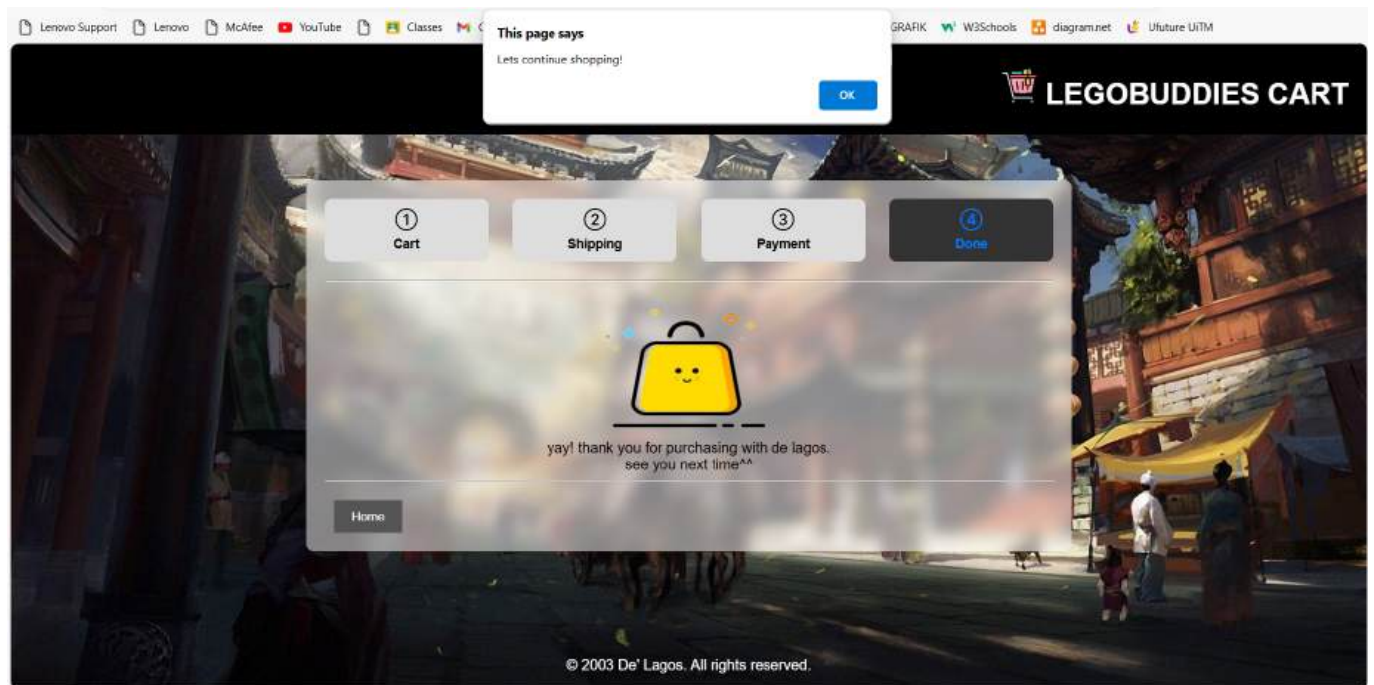 Lenovo Support Lenovo McAfee YouTube Classes GRAFIK W3Schools diagram.net Ufuture UiTM
This page says
Lets continue shopping!
OK
LEGOBUDDIES CART
1 2 3 4
Cart Shipping Payment Done
yay! thank you for purchasing with de lagos.
see you next time^^
Home
© 2003 De' Lagos. All rights reserved.